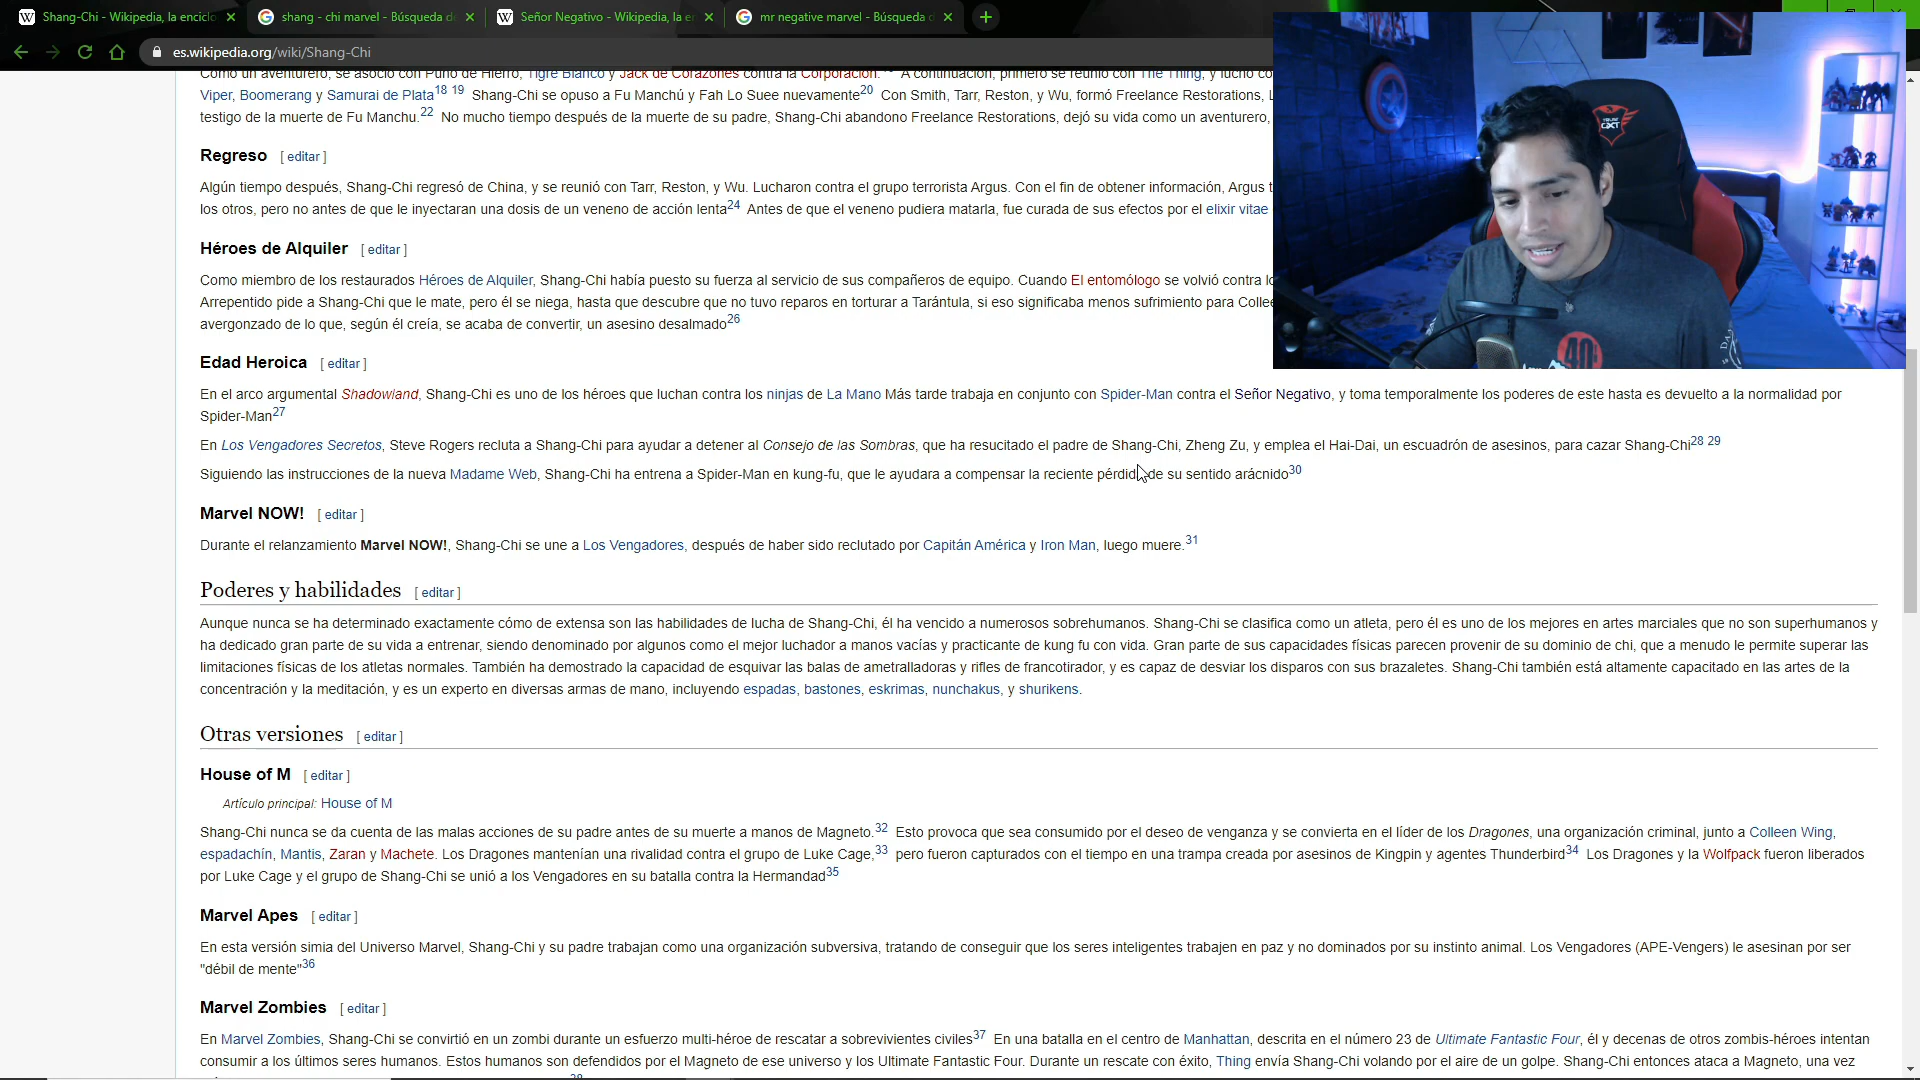 Shang-Chi - Wikipedia, la enciclo
shang - chi marvel - Búsqueda de
Señor Negativo - Wikipedia, la en
mr negative marvel - Búsqueda d
es.wikipedia.org/wiki/Shang-Chi
Como un aventurero, se asoció con Puño de Hierro, Tigre Blanco y Jack de Corazones contra la Corporación. A continuación, primero se reunió con The Thing, y luchó co
Viper, Boomerang y Samurai de Plata18 19 Shang-Chi se opuso a Fu Manchú y Fah Lo Suee nuevamente20 Con Smith, Tarr, Reston, y Wu, formó Freelance Restorations, L
testigo de la muerte de Fu Manchu.22 No mucho tiempo después de la muerte de su padre, Shang-Chi abandono Freelance Restorations, dejó su vida como un aventurero,
Regreso [ editar ]
Algún tiempo después, Shang-Chi regresó de China, y se reunió con Tarr, Reston, y Wu. Lucharon contra el grupo terrorista Argus. Con el fin de obtener información, Argus t
los otros, pero no antes de que le inyectaran una dosis de un veneno de acción lenta24 Antes de que el veneno pudiera matarla, fue curada de sus efectos por el elixir vitae
Héroes de Alquiler [ editar ]
Como miembro de los restaurados Héroes de Alquiler, Shang-Chi había puesto su fuerza al servicio de sus compañeros de equipo. Cuando El entomólogo se volvió contra lo
Arrepentido pide a Shang-Chi que le mate, pero él se niega, hasta que descubre que no tuvo reparos en torturar a Tarántula, si eso significaba menos sufrimiento para Collee
avergonzado de lo que, según él creía, se acaba de convertir, un asesino desalmado26
Edad Heroica [ editar ]
En el arco argumental Shadowland, Shang-Chi es uno de los héroes que luchan contra los ninjas de La Mano Más tarde trabaja en conjunto con Spider-Man contra el Señor Negativo, y toma temporalmente los poderes de este hasta es devuelto a la normalidad por
Spider-Man27
En Los Vengadores Secretos, Steve Rogers recluta a Shang-Chi para ayudar a detener al Consejo de las Sombras, que ha resucitado el padre de Shang-Chi, Zheng Zu, y emplea el Hai-Dai, un escuadrón de asesinos, para cazar Shang-Chi28 29
Siguiendo las instrucciones de la nueva Madame Web, Shang-Chi ha entrena a Spider-Man en kung-fu, que le ayudara a compensar la reciente pérdida de su sentido arácnido30
Marvel NOW! [ editar ]
Durante el relanzamiento Marvel NOW!, Shang-Chi se une a Los Vengadores, después de haber sido reclutado por Capitán América y Iron Man, luego muere.31
Poderes y habilidades [ editar ]
Aunque nunca se ha determinado exactamente cómo de extensa son las habilidades de lucha de Shang-Chi, él ha vencido a numerosos sobrehumanos. Shang-Chi se clasifica como un atleta, pero él es uno de los mejores en artes marciales que no son superhumanos y
ha dedicado gran parte de su vida a entrenar, siendo denominado por algunos como el mejor luchador a manos vacías y practicante de kung fu con vida. Gran parte de sus capacidades físicas parecen provenir de su dominio de chi, que a menudo le permite superar las
limitaciones físicas de los atletas normales. También ha demostrado la capacidad de esquivar las balas de ametralladoras y rifles de francotirador, y es capaz de desviar los disparos con sus brazaletes. Shang-Chi también está altamente capacitado en las artes de la
concentración y la meditación, y es un experto en diversas armas de mano, incluyendo espadas, bastones, eskrimas, nunchakus, y shurikens.
Otras versiones [ editar ]
House of M [ editar ]
Artículo principal: House of M
Shang-Chi nunca se da cuenta de las malas acciones de su padre antes de su muerte a manos de Magneto.32 Esto provoca que sea consumido por el deseo de venganza y se convierta en el líder de los Dragones, una organización criminal, junto a Colleen Wing,
espadachín, Mantis, Zaran y Machete. Los Dragones mantenían una rivalidad contra el grupo de Luke Cage,33 pero fueron capturados con el tiempo en una trampa creada por asesinos de Kingpin y agentes Thunderbird34 Los Dragones y la Wolfpack fueron liberados
por Luke Cage y el grupo de Shang-Chi se unió a los Vengadores en su batalla contra la Hermandad35
Marvel Apes [ editar ]
En esta versión simia del Universo Marvel, Shang-Chi y su padre trabajan como una organización subversiva, tratando de conseguir que los seres inteligentes trabajen en paz y no dominados por su instinto animal. Los Vengadores (APE-Vengers) le asesinan por ser
"débil de mente"36
Marvel Zombies [ editar ]
En Marvel Zombies, Shang-Chi se convirtió en un zombi durante un esfuerzo multi-héroe de rescatar a sobrevivientes civiles37 En una batalla en el centro de Manhattan, descrita en el número 23 de Ultimate Fantastic Four, él y decenas de otros zombis-héroes intentan
consumir a los últimos seres humanos. Estos humanos son defendidos por el Magneto de ese universo y los Ultimate Fantastic Four. Durante un rescate con éxito, Thing envía Shang-Chi volando por el aire de un golpe. Shang-Chi entonces ataca a Magneto, una vez